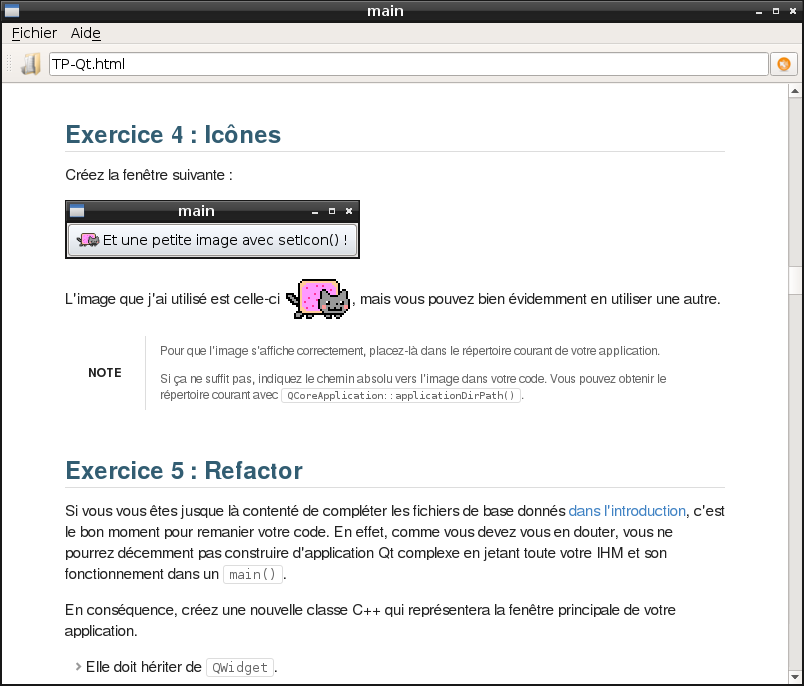 main
Fichier Aide
TP-Qt.html
Exercice 4 : Icônes
Créez la fenêtre suivante :
main
Et une petite image avec setIcon() !
L'image que j'ai utilisé est celle-ci , mais vous pouvez bien évidemment en utiliser une autre.
NOTE
Pour que l'image s'affiche correctement, placez-là dans le répertoire courant de votre application.
Si ça ne suffit pas, indiquez le chemin absolu vers l'image dans votre code. Vous pouvez obtenir le
répertoire courant avec QCoreApplication::applicationDirPath() .
Exercice 5 : Refactor
Si vous vous êtes jusque là contenté de compléter les fichiers de base donnés dans l'introduction, c'est
le bon moment pour remanier votre code. En effet, comme vous devez vous en douter, vous ne
pourrez décemment pas construire d'application Qt complexe en jetant toute votre IHM et son
fonctionnement dans un main() .
En conséquence, créez une nouvelle classe C++ qui représentera la fenêtre principale de votre
application.
Elle doit hériter de QWidget .